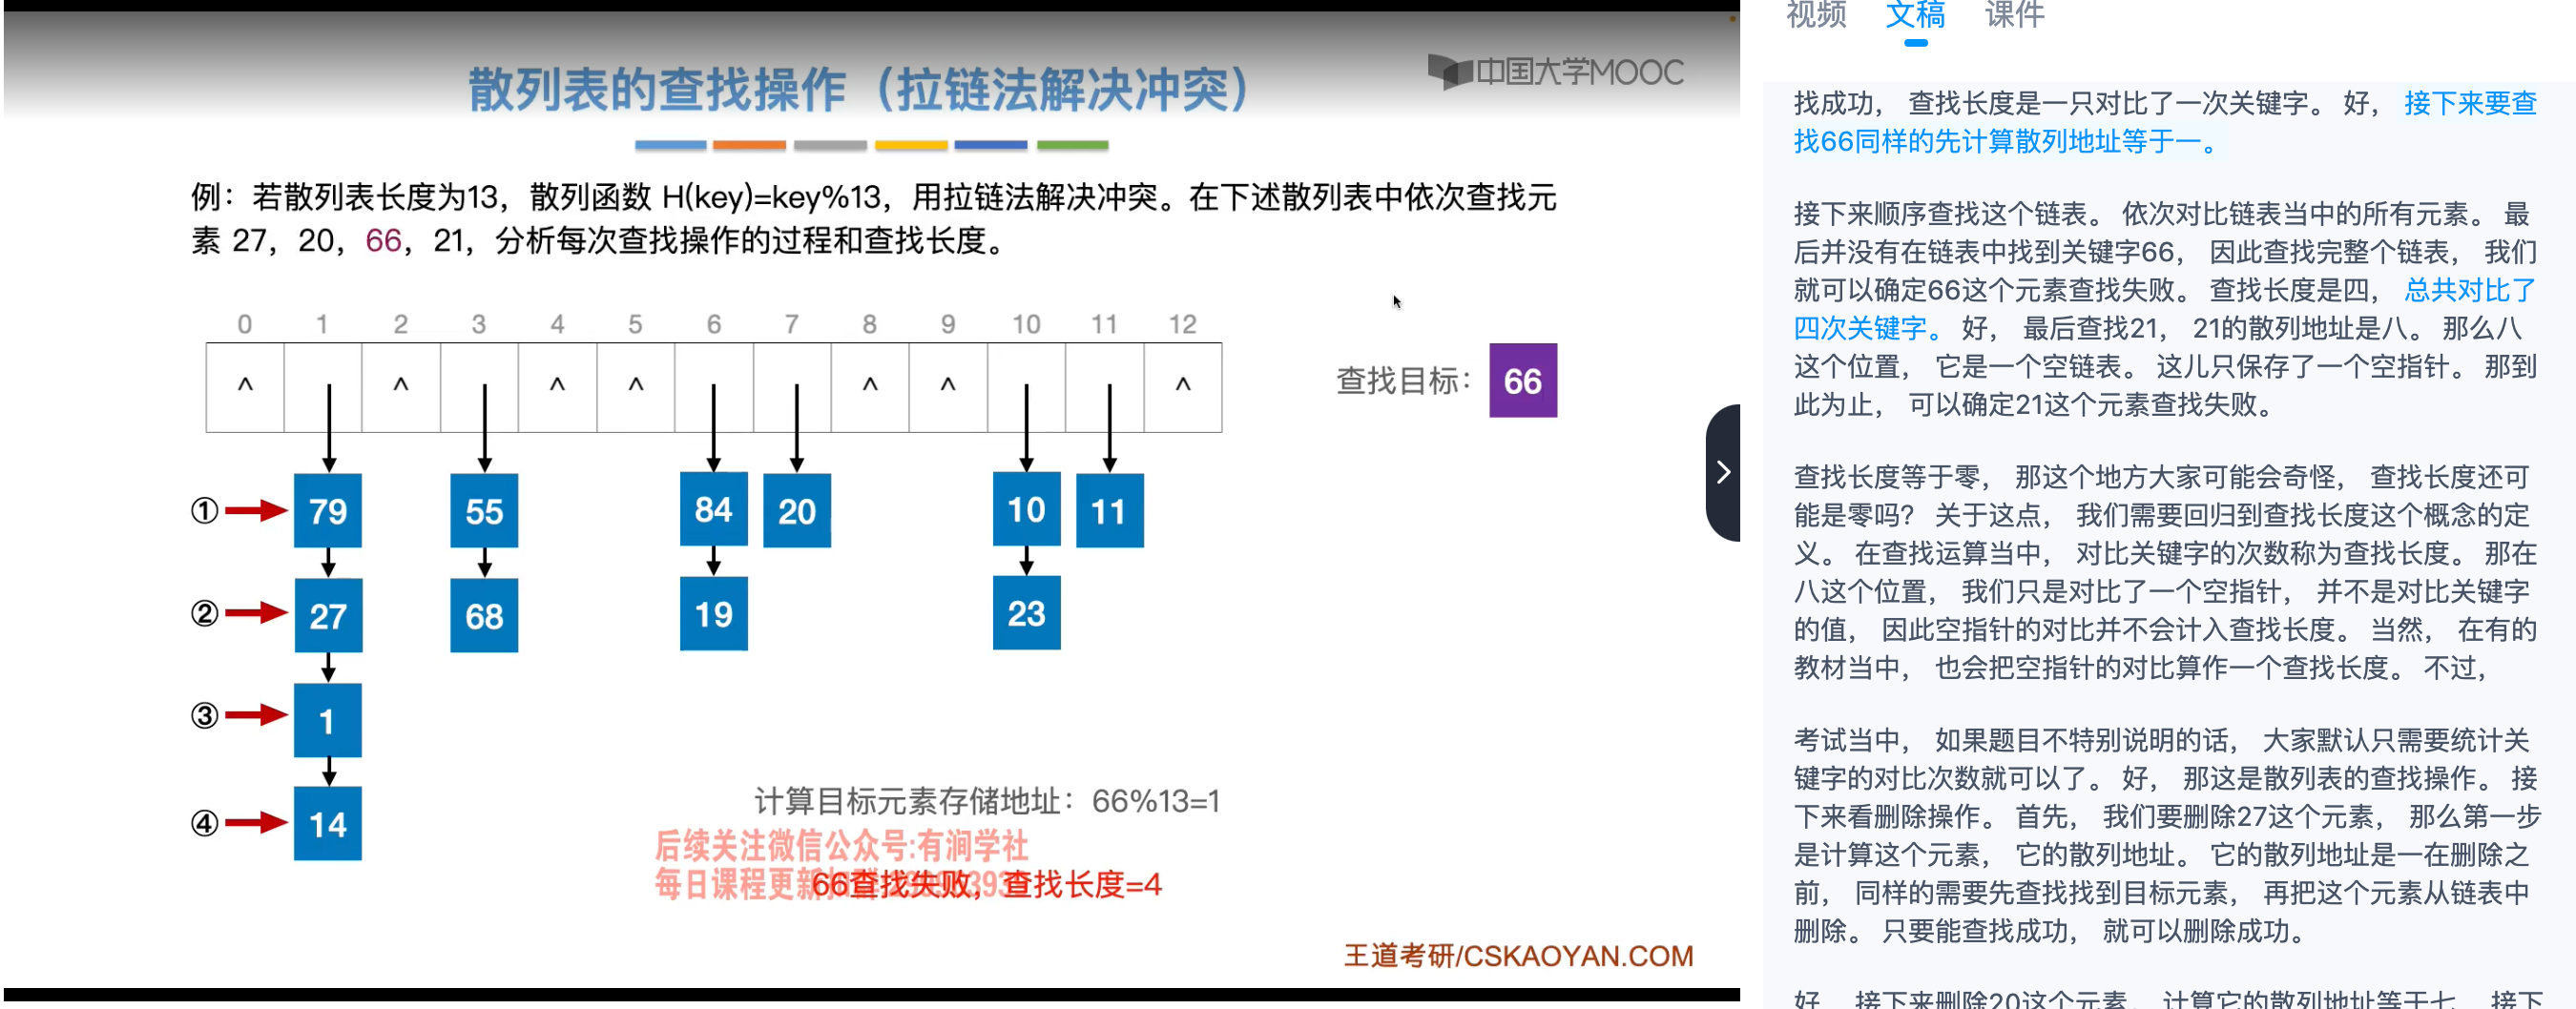 散列表的查找操作（拉链法解决冲突）
中国大学MOOC
例：若散列表长度为13，散列函数 H(key)=key%13，用拉链法解决冲突。在下述散列表中依次查找元
素 27，20，66，21，分析每次查找操作的过程和查找长度。
0 1 2 3 4 5 6 7 8 9 10 11 12
^ ^ ^ ^ ^ ^ ^
查找目标： 66
① 79 55 84 20 10 11
② 27 68 19 23
③ 1
④ 14
计算目标元素存储地址：66%13=1
后续关注微信公众号:有涧学社
每日课程更新
66查找失败，查找长度=4
王道考研/CSKAOYAN.COM
视频 文稿 课件
找成功， 查找长度是一只对比了一次关键字。 好， 接下来要查
找66同样的先计算散列地址等于一。
接下来顺序查找这个链表。 依次对比链表当中的所有元素。 最
后并没有在链表中找到关键字66， 因此查找完整个链表， 我们
就可以确定66这个元素查找失败。 查找长度是四， 总共对比了
四次关键字。 好， 最后查找21， 21的散列地址是八。 那么八
这个位置， 它是一个空链表。 这儿只保存了一个空指针。 那到
此为止， 可以确定21这个元素查找失败。
查找长度等于零， 那这个地方大家可能会奇怪， 查找长度还可
能是零吗？ 关于这点， 我们需要回归到查找长度这个概念的定
义。 在查找运算当中， 对比关键字的次数称为查找长度。 那在
八这个位置， 我们只是对比了一个空指针， 并不是对比关键字
的值， 因此空指针的对比并不会计入查找长度。 当然， 在有的
教材当中， 也会把空指针的对比算作一个查找长度。 不过，
考试当中， 如果题目不特别说明的话， 大家默认只需要统计关
键字的对比次数就可以了。 好， 那这是散列表的查找操作。 接
下来看删除操作。 首先， 我们要删除27这个元素， 那么第一步
是计算这个元素， 它的散列地址。 它的散列地址是一在删除之
前， 同样的需要先查找找到目标元素， 再把这个元素从链表中
删除。 只要能查找成功， 就可以删除成功。
好， 接下来删除20这个元素， 计算它的散列地址等于七， 接下